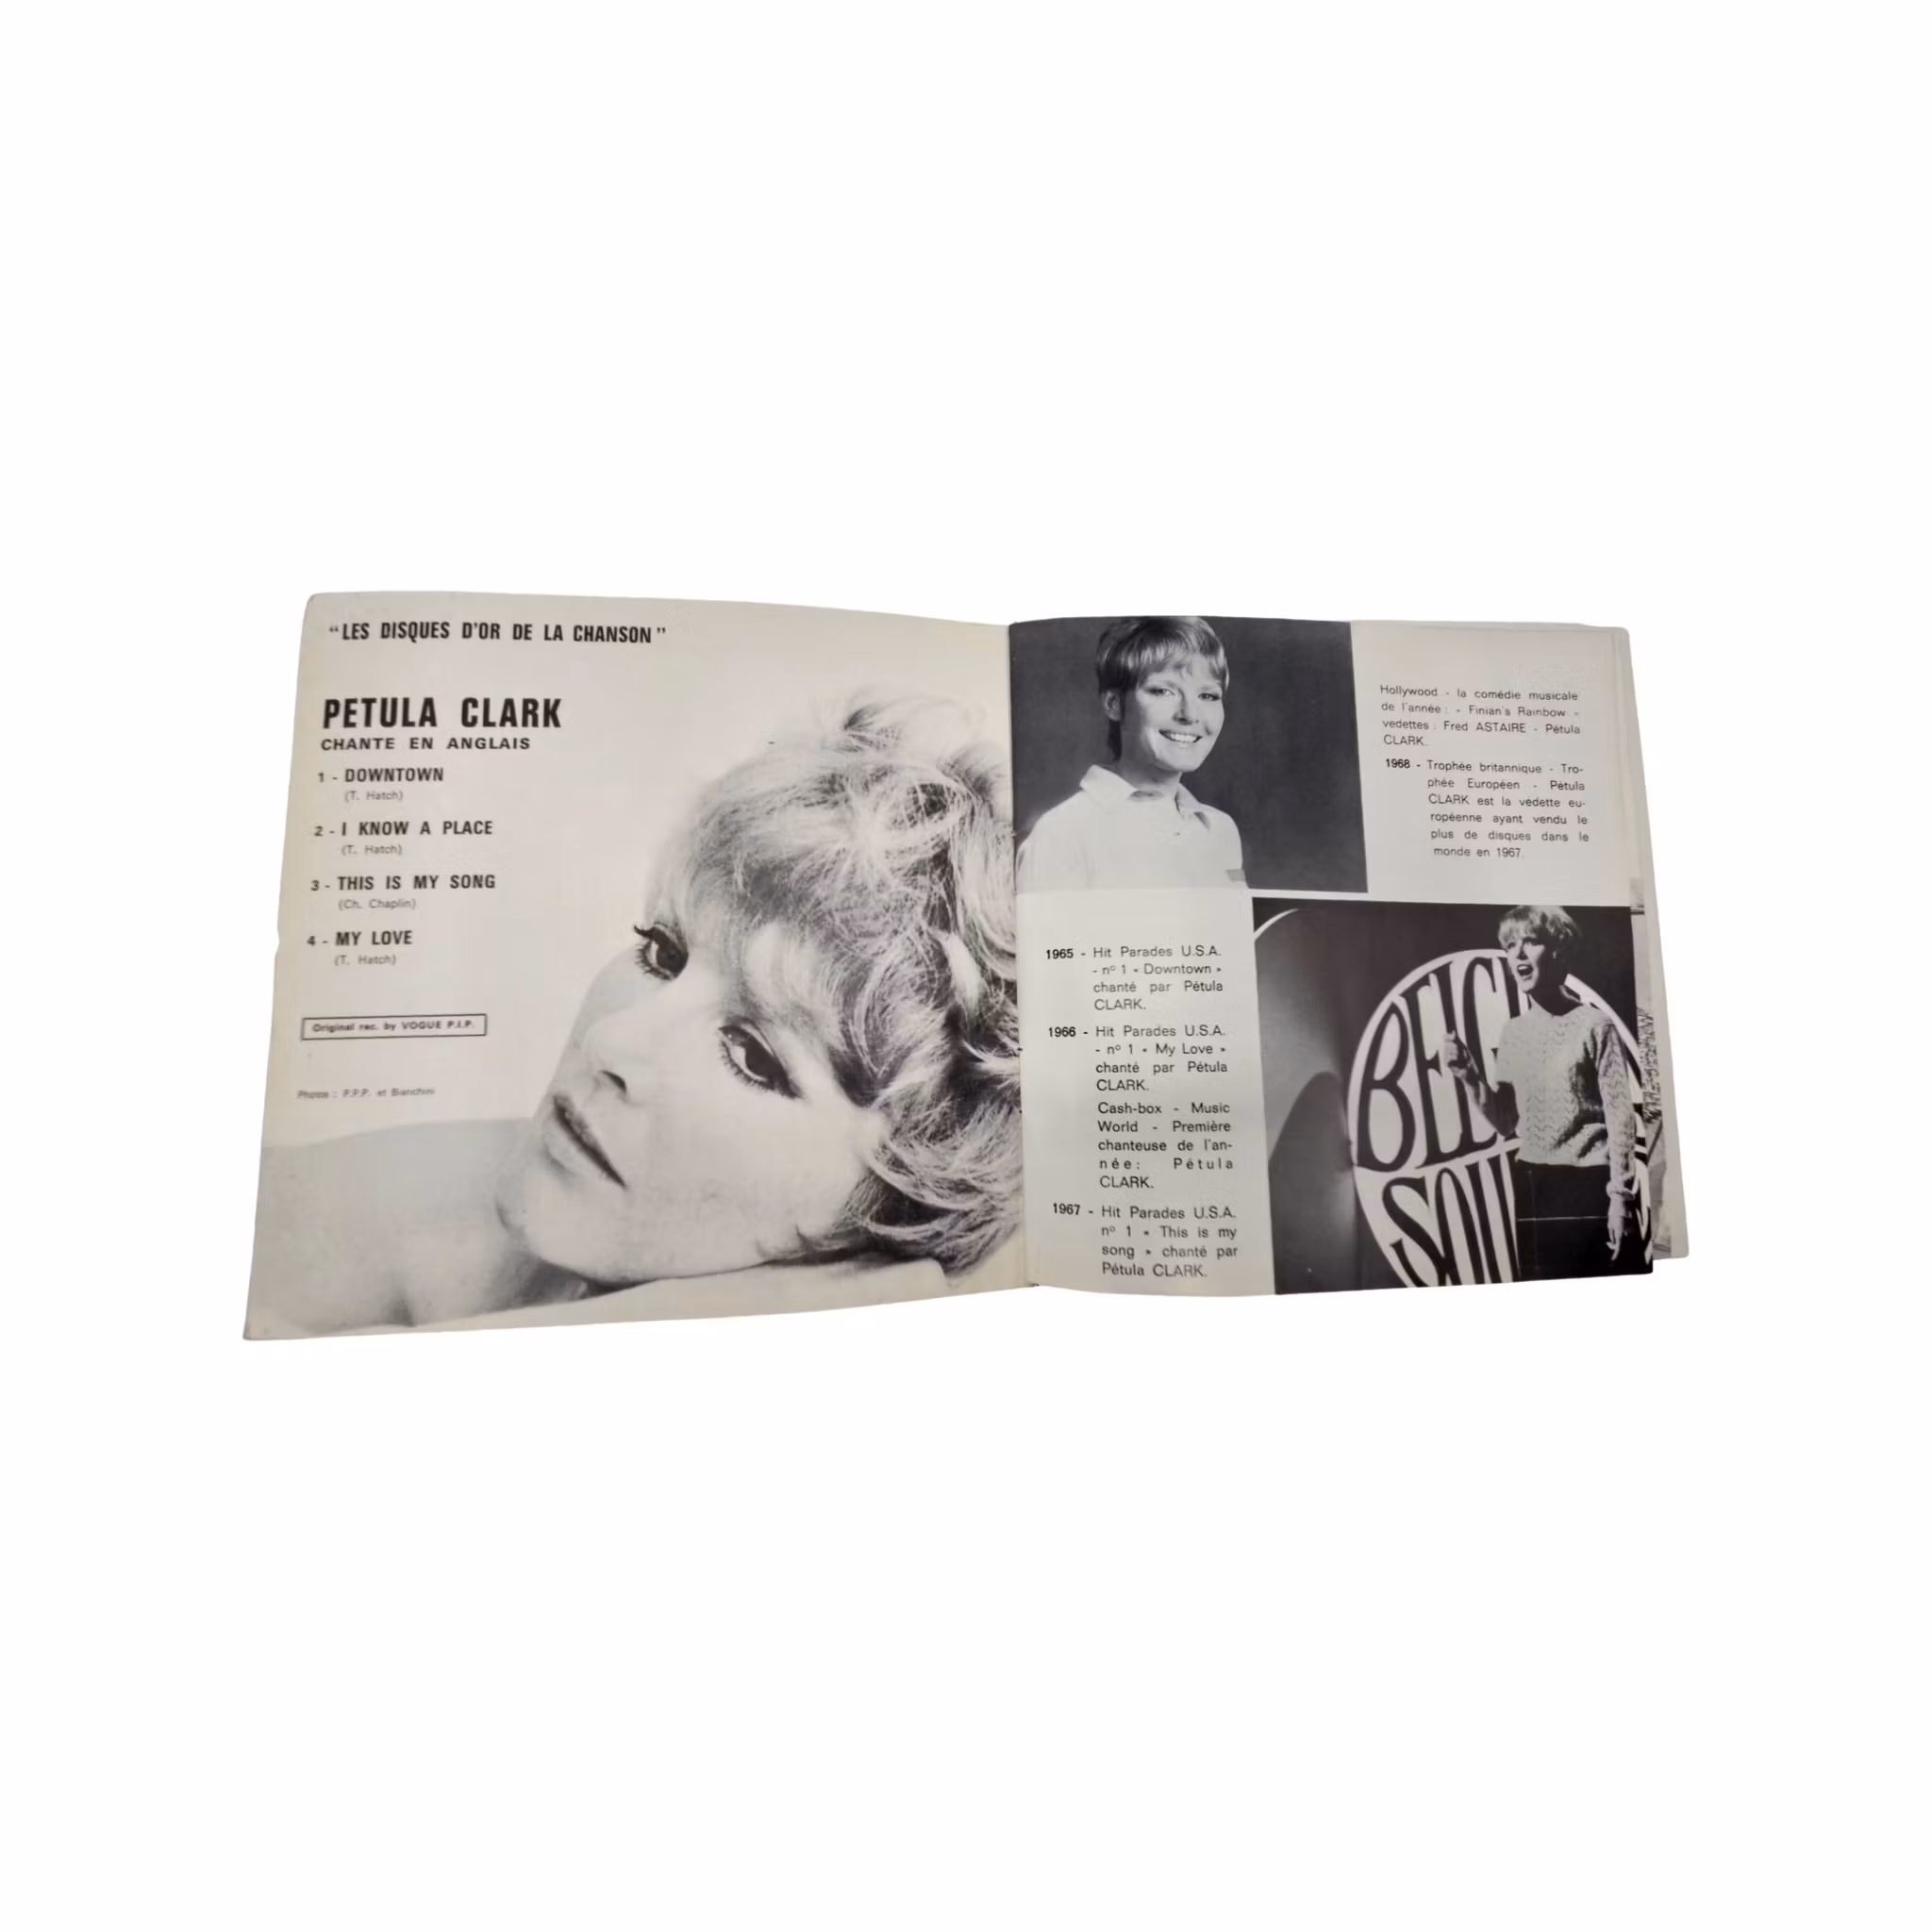 “LES DISQUES D'OR DE LA CHANSON”
PETULA CLARK
CHANTE EN ANGLAIS
1 - DOWNTOWN
(T. Hatch)
2 - I KNOW A PLACE
(T. Hatch)
3 - THIS IS MY SONG
(Ch. Chaplin)
4 - MY LOVE
(T. Hatch)
Original rec. by VOGUE P.I.P.
Photos : P.P.P. et Bianchini
1965 - Hit Parades U.S.A.
- nº 1 « Downtown »
chanté par Pétula
CLARK.
1966 - Hit Parades U.S.A.
- nº 1 « My Love »
chanté par Pétula
CLARK.
Cash-box - Music
World - Première
chanteuse de l'an-
née: Pétula
CLARK.
1967 - Hit Parades U.S.A.
nº 1 « This is my
song » chanté par
Pétula CLARK.
Hollywood - la comédie musicale
de l'année : - Finian's Rainbow -
vedettes : Fred ASTAIRE - Pétula
CLARK.
1968 - Trophée britannique - Tro-
phée Européen - Pétula
CLARK est la védette eu-
ropéenne ayant vendu le
plus de disques dans le
monde en 1967.